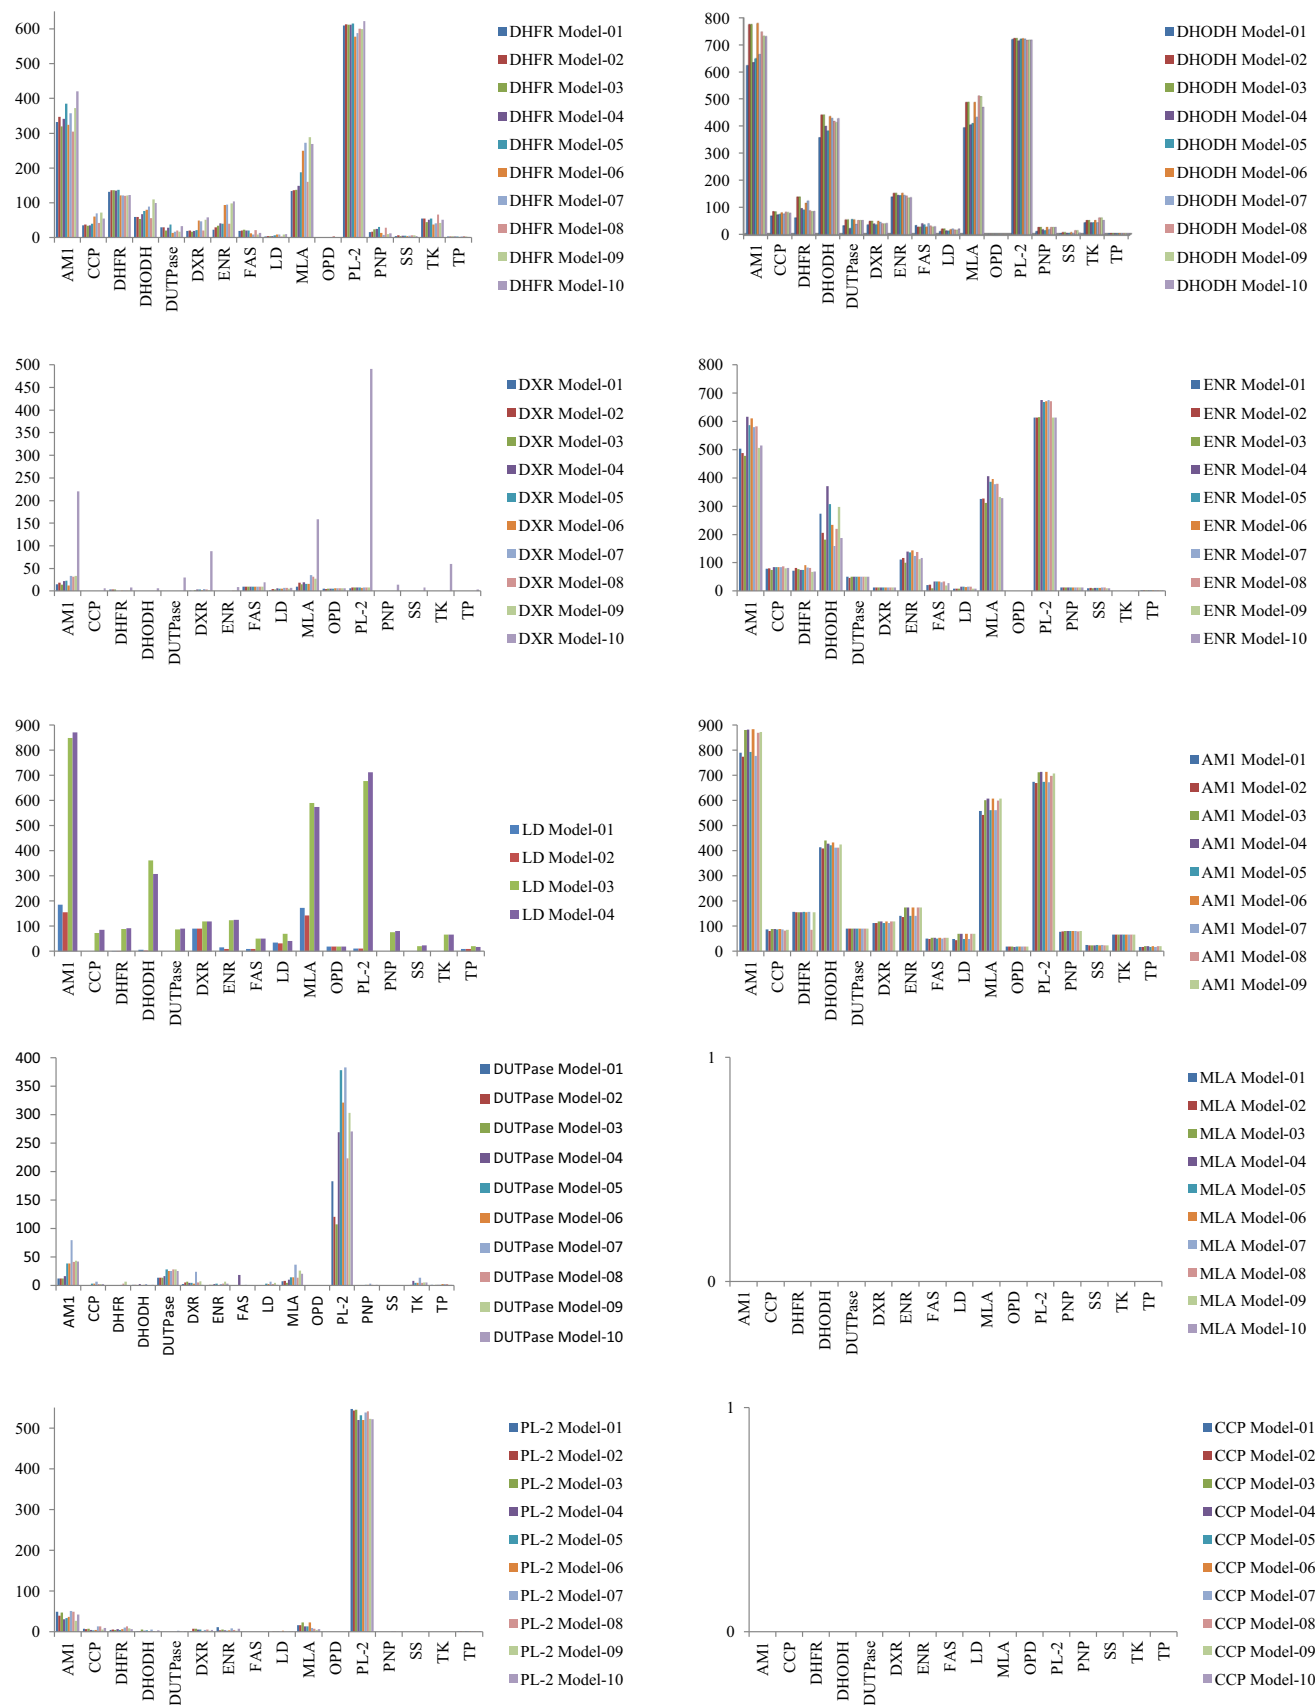 600
500
400
300
200
100
0
AM1 CCP DHFR DHODH DUTPase DXR ENR FAS LD MLA OPD PL-2 PNP SS TK TP
DHFR Model-01
DHFR Model-02
DHFR Model-03
DHFR Model-04
DHFR Model-05
DHFR Model-06
DHFR Model-07
DHFR Model-08
DHFR Model-09
DHFR Model-10
800
700
600
500
400
300
200
100
0
AM1 CCP DHFR DHODH DUTPase DXR ENR FAS LD MLA OPD PL-2 PNP SS TK TP
DHODH Model-01
DHODH Model-02
DHODH Model-03
DHODH Model-04
DHODH Model-05
DHODH Model-06
DHODH Model-07
DHODH Model-08
DHODH Model-09
DHODH Model-10
500
450
400
350
300
250
200
150
100
50
0
AM1 CCP DHFR DHODH DUTPase DXR ENR FAS LD MLA OPD PL-2 PNP SS TK TP
DXR Model-01
DXR Model-02
DXR Model-03
DXR Model-04
DXR Model-05
DXR Model-06
DXR Model-07
DXR Model-08
DXR Model-09
DXR Model-10
800
700
600
500
400
300
200
100
0
AM1 CCP DHFR DHODH DUTPase DXR ENR FAS LD MLA OPD PL-2 PNP SS TK TP
ENR Model-01
ENR Model-02
ENR Model-03
ENR Model-04
ENR Model-05
ENR Model-06
ENR Model-07
ENR Model-08
ENR Model-09
ENR Model-10
900
800
700
600
500
400
300
200
100
0
AM1 CCP DHFR DHODH DUTPase DXR ENR FAS LD MLA OPD PL-2 PNP SS TK TP
LD Model-01
LD Model-02
LD Model-03
LD Model-04
900
800
700
600
500
400
300
200
100
0
AM1 CCP DHFR DHODH DUTPase DXR ENR FAS LD MLA OPD PL-2 PNP SS TK TP
AM1 Model-01
AM1 Model-02
AM1 Model-03
AM1 Model-04
AM1 Model-05
AM1 Model-06
AM1 Model-07
AM1 Model-08
AM1 Model-09
400
350
300
250
200
150
100
50
0
AM1 CCP DHFR DHODH DUTPase DXR ENR FAS LD MLA OPD PL-2 PNP SS TK TP
DUTPase Model-01
DUTPase Model-02
DUTPase Model-03
DUTPase Model-04
DUTPase Model-05
DUTPase Model-06
DUTPase Model-07
DUTPase Model-08
DUTPase Model-09
DUTPase Model-10
1
0
AM1 CCP DHFR DHODH DUTPase DXR ENR FAS LD MLA OPD PL-2 PNP SS TK TP
MLA Model-01
MLA Model-02
MLA Model-03
MLA Model-04
MLA Model-05
MLA Model-06
MLA Model-07
MLA Model-08
MLA Model-09
MLA Model-10
500
400
300
200
100
0
AM1 CCP DHFR DHODH DUTPase DXR ENR FAS LD MLA OPD PL-2 PNP SS TK TP
PL-2 Model-01
PL-2 Model-02
PL-2 Model-03
PL-2 Model-04
PL-2 Model-05
PL-2 Model-06
PL-2 Model-07
PL-2 Model-08
PL-2 Model-09
PL-2 Model-10
1
0
AM1 CCP DHFR DHODH DUTPase DXR ENR FAS LD MLA OPD PL-2 PNP SS TK TP
CCP Model-01
CCP Model-02
CCP Model-03
CCP Model-04
CCP Model-05
CCP Model-06
CCP Model-07
CCP Model-08
CCP Model-09
CCP Model-10